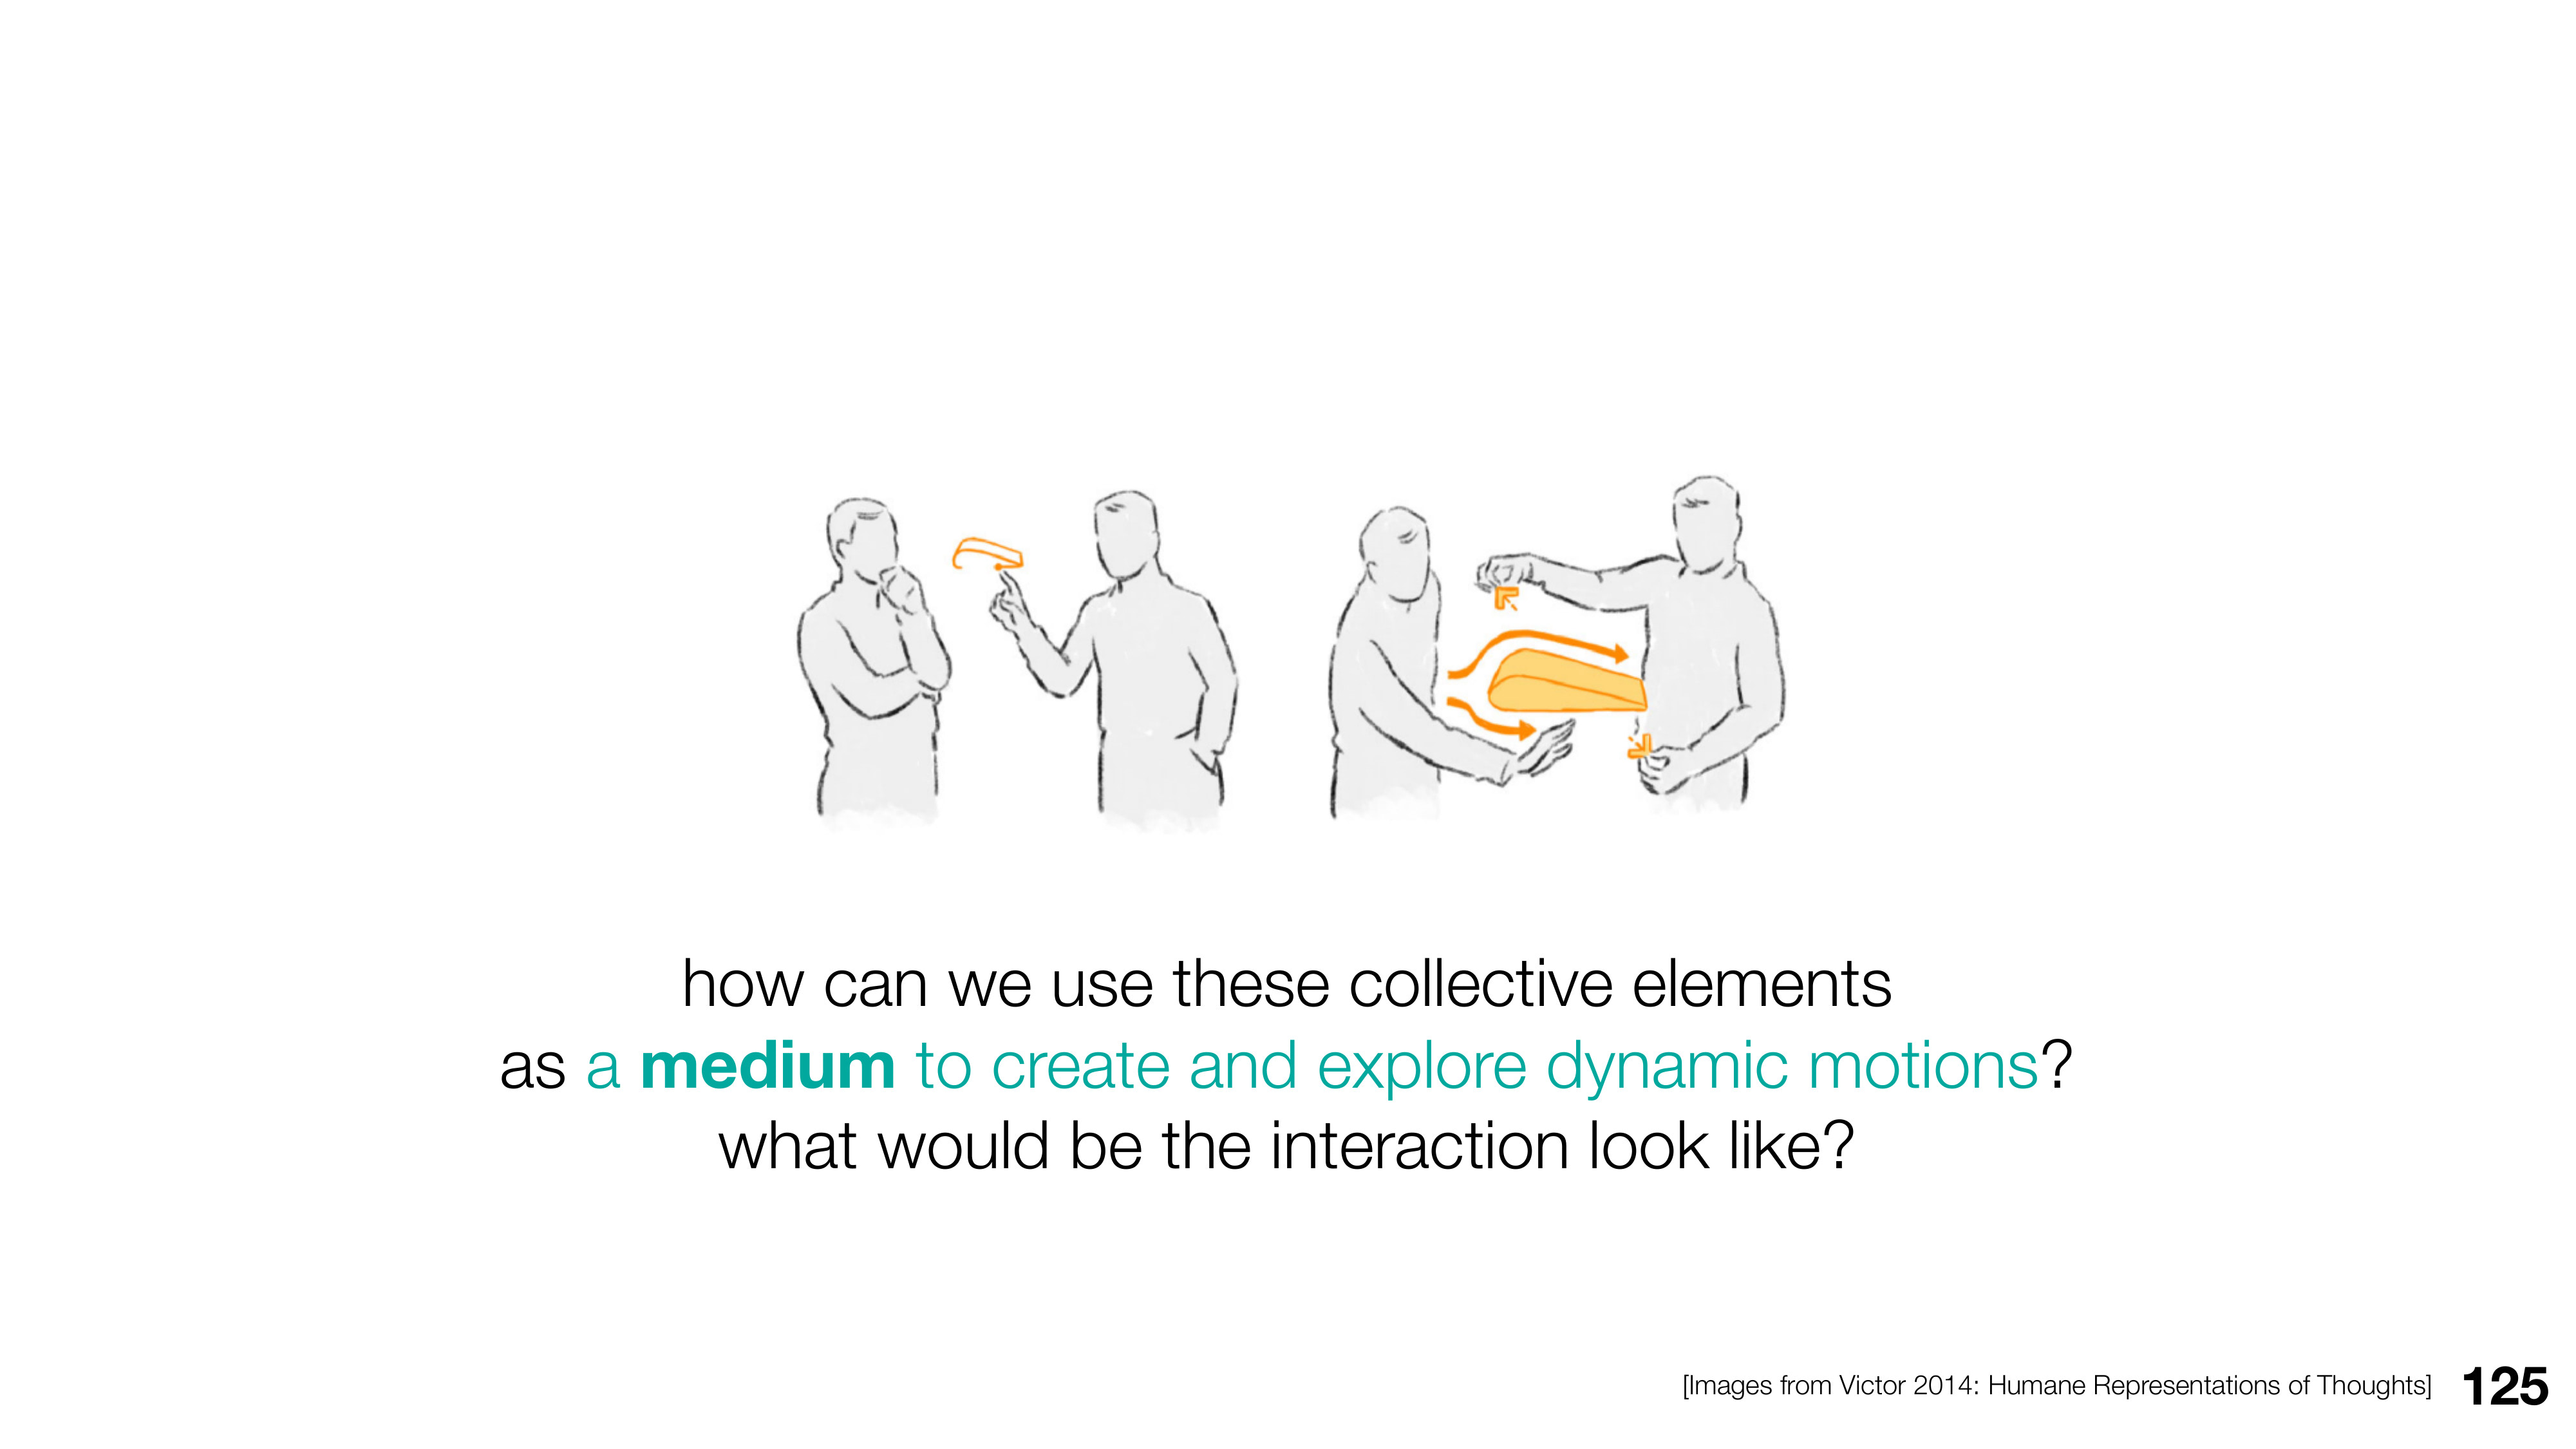 how can we use these collective elements
as a medium to create and explore dynamic motions?
what would be the interaction look like?
[Images from Victor 2014: Humane Representations of Thoughts]
125